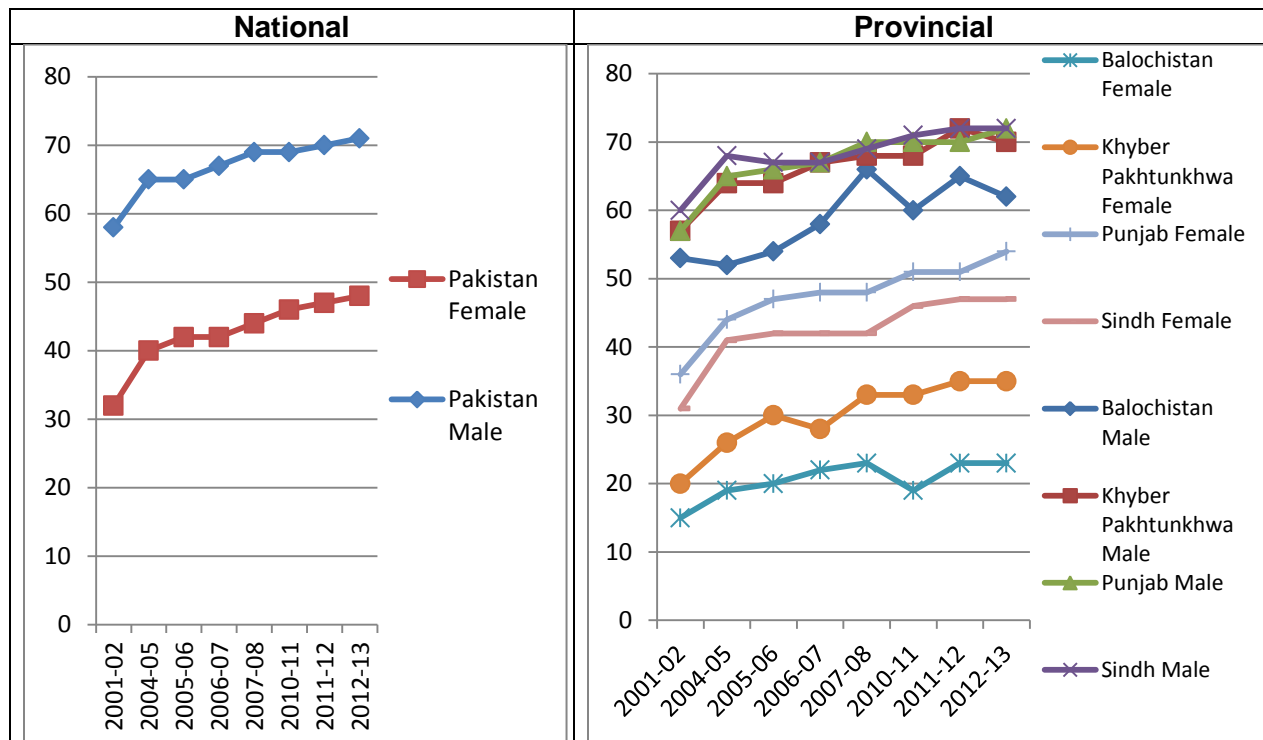 National
Provincial
80
70
60
50
40
30
20
10
0
2001-02
2004-05
2005-06
2006-07
2007-08
2010-11
2011-12
2012-13
Pakistan
Female
Pakistan
Male
80
70
60
50
40
30
20
10
0
2001-02
2004-05
2005-06
2006-07
2007-08
2010-11
2011-12
2012-13
Balochistan
Female
Khyber
Pakhtunkhwa
Female
Punjab Female
Sindh Female
Balochistan
Male
Khyber
Pakhtunkhwa
Male
Punjab Male
Sindh Male